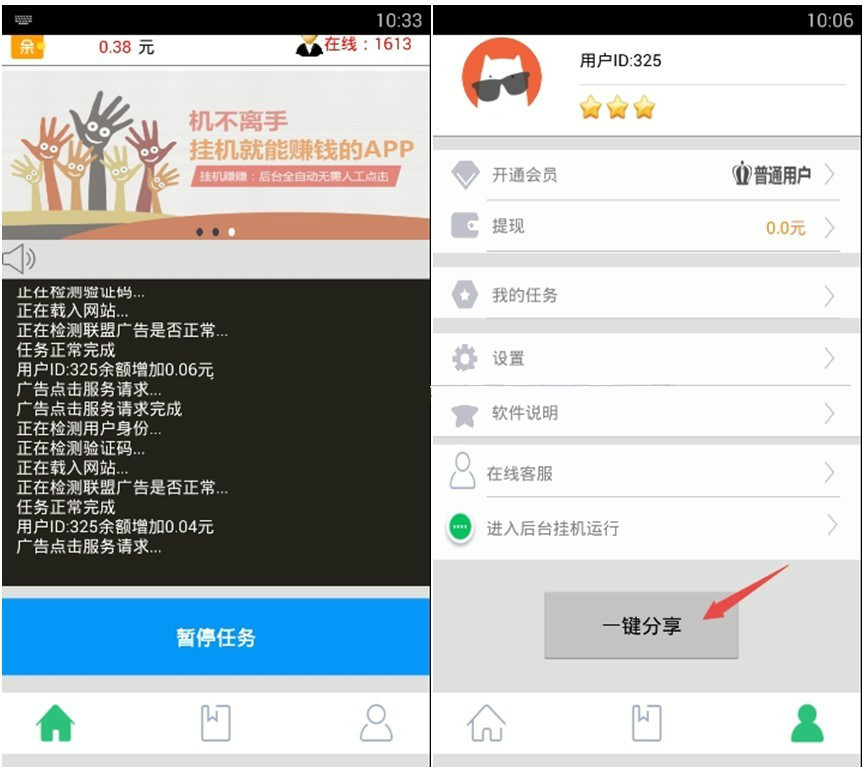 10:33
余
0.38 元
在线：1613
机不离手
挂机就能赚钱的APP
挂机赚赚：后台全自动无需人工点击
正在检测验证码...
正在载入网站...
正在检测联盟广告是否正常...
任务正常完成
用户ID:325余额增加0.06元
广告点击服务请求...
广告点击服务请求完成
正在检测用户身份...
正在检测验证码...
正在载入网站...
正在检测联盟广告是否正常...
任务正常完成
用户ID:325余额增加0.04元
广告点击服务请求...
暂停任务
10:06
用户ID:325
开通会员
普通用户
提现
0.0元
我的任务
设置
软件说明
在线客服
进入后台挂机运行
一键分享